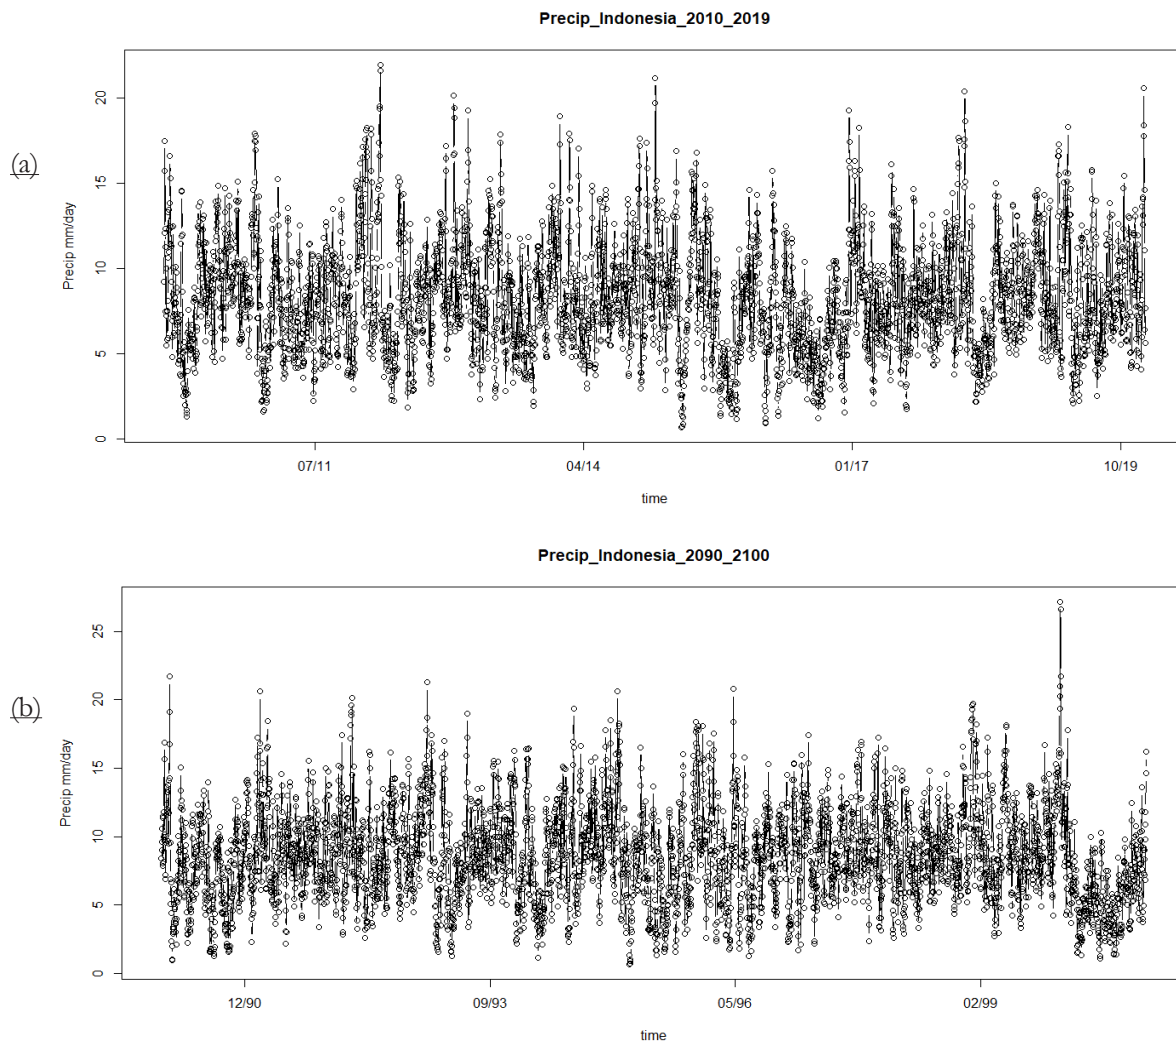 Precip_Indonesia_2010_2019
(a)
Precip mm/day
20
15
10
5
0
07/11
04/14
01/17
10/19
time
Precip_Indonesia_2090_2100
(b)
Precip mm/day
25
20
15
10
5
0
12/90
09/93
05/96
02/99
time